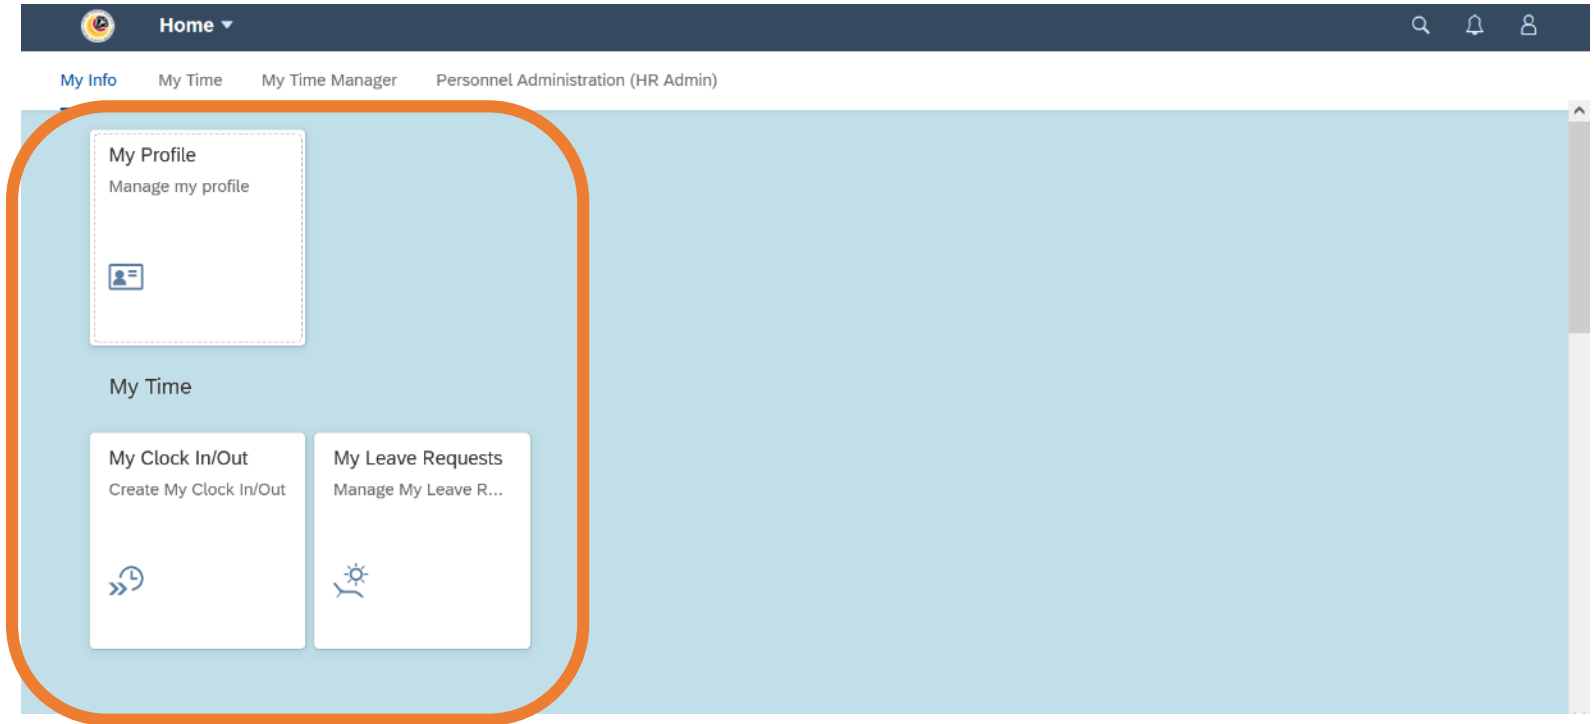 Home
My Info My Time My Time Manager Personnel Administration (HR Admin)
My Profile
Manage my profile
My Time
My Clock In/Out
Create My Clock In/Out
My Leave Requests
Manage My Leave R...